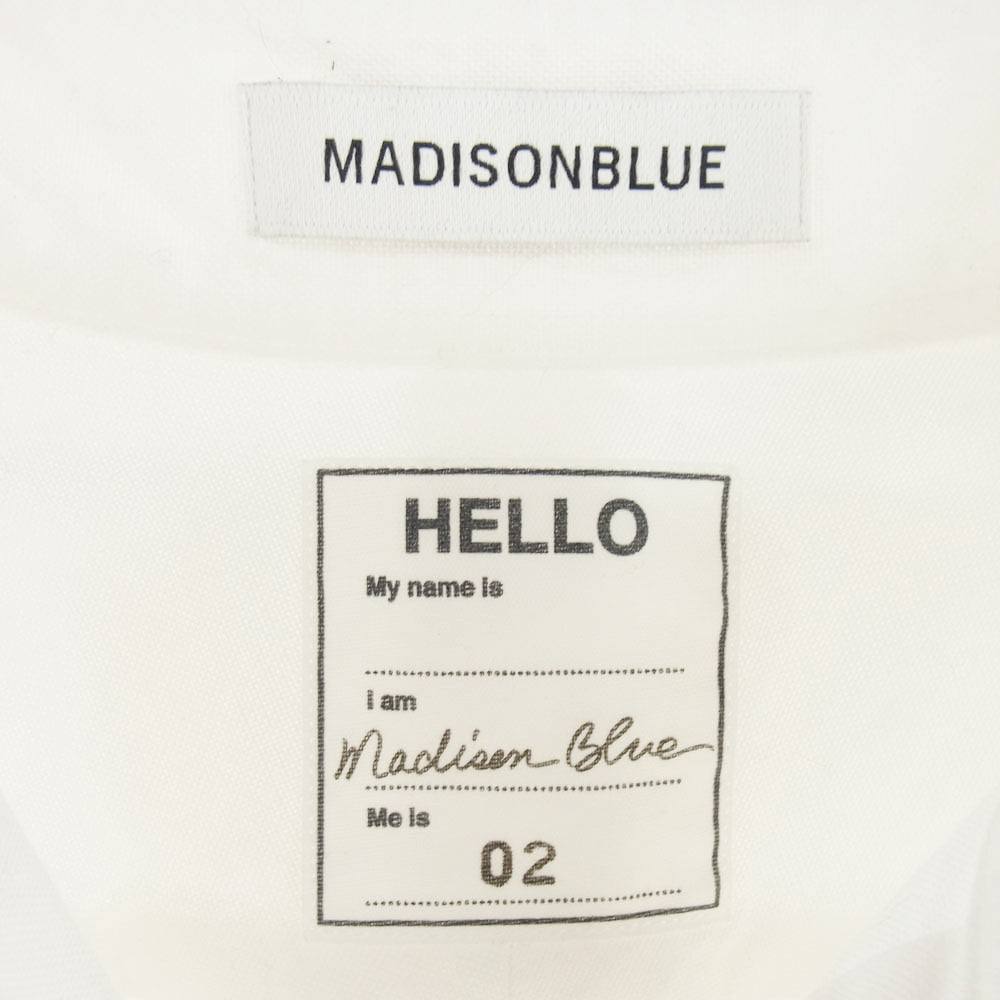 MADISONBLUE
HELLO
My name is
I am
Madison Blue
Me is
02